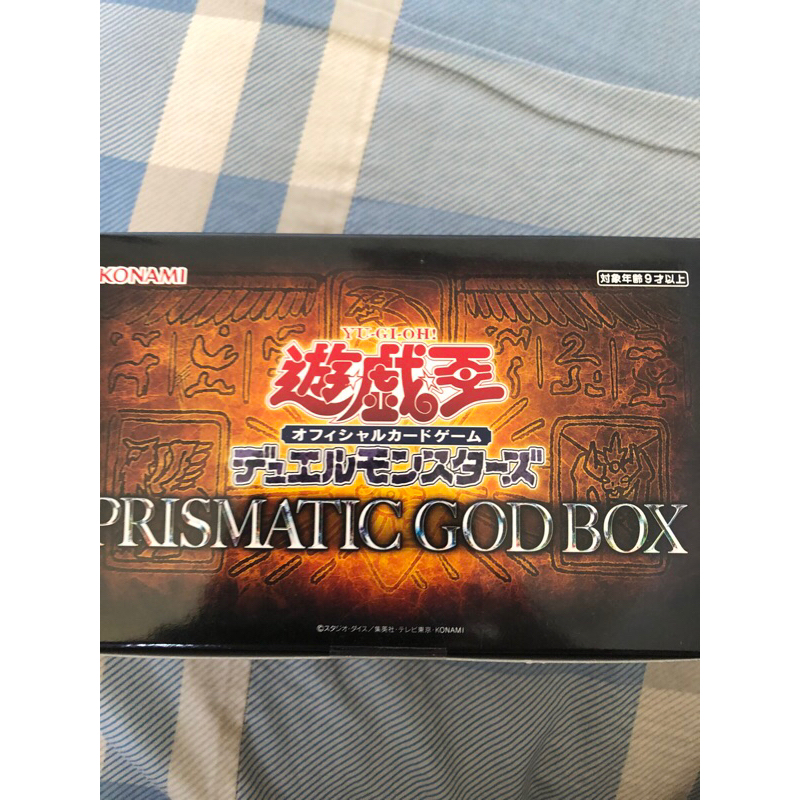 KONAMI
対象年齢9才以上
YU-GI-OH!
遊戯王
オフィシャルカードゲーム
デュエルモンスターズ
PRISMATIC GOD BOX
©スタジオ・ダイス／集英社・テレビ東京・KONAMI